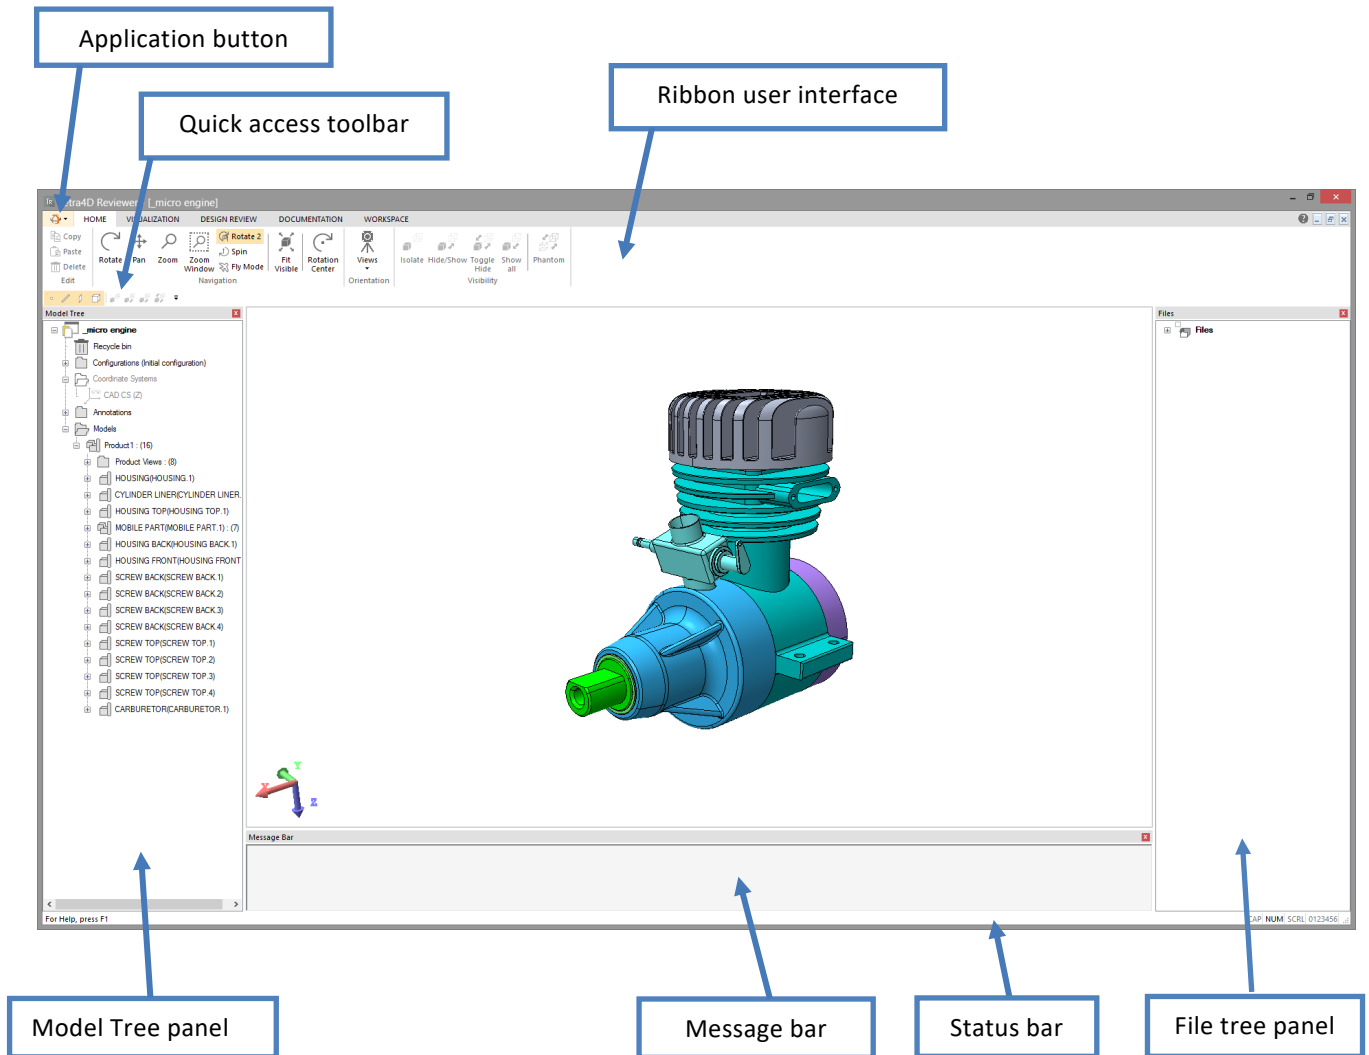 Application button
Quick access toolbar
Ribbon user interface
Tetra4D Reviewer - [_micro engine]
HOME VISUALIZATION DESIGN REVIEW DOCUMENTATION WORKSPACE
Copy
Paste
Delete
Edit
Rotate
Pan
Zoom
Zoom Window
Rotate 2
Spin
Fly Mode
Fit Visible
Rotation Center
Navigation
Views
Orientation
Isolate
Hide/Show
Toggle Hide
Show all
Phantom
Visibility
Model Tree
_micro engine
Recycle bin
Configurations (Initial configuration)
Coordinate Systems
CAD CS (Z)
Annotations
Models
Product1 : (16)
Product Views : (8)
HOUSING(HOUSING.1)
CYLINDER LINER(CYLINDER LINER.
HOUSING TOP(HOUSING TOP.1)
MOBILE PART(MOBILE PART.1) : (7)
HOUSING BACK(HOUSING BACK.1)
HOUSING FRONT(HOUSING FRONT
SCREW BACK(SCREW BACK.1)
SCREW BACK(SCREW BACK.2)
SCREW BACK(SCREW BACK.3)
SCREW BACK(SCREW BACK.4)
SCREW TOP(SCREW TOP.1)
SCREW TOP(SCREW TOP.2)
SCREW TOP(SCREW TOP.3)
SCREW TOP(SCREW TOP.4)
CARBURETOR(CARBURETOR.1)
X
Y
Z
Files
Files
Message Bar
For Help, press F1
CAP NUM SCRL 0123456
Model Tree panel
Message bar
Status bar
File tree panel